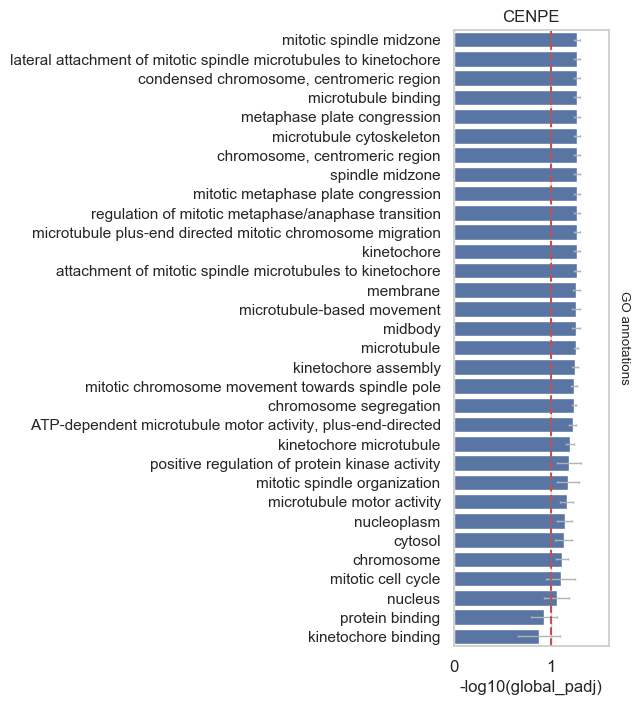 CENPE
mitotic spindle midzone
lateral attachment of mitotic spindle microtubules to kinetochore
condensed chromosome, centromeric region
microtubule binding
metaphase plate congression
microtubule cytoskeleton
chromosome, centromeric region
spindle midzone
mitotic metaphase plate congression
regulation of mitotic metaphase/anaphase transition
microtubule plus-end directed mitotic chromosome migration
kinetochore
attachment of mitotic spindle microtubules to kinetochore
membrane
microtubule-based movement
midbody
microtubule
kinetochore assembly
mitotic chromosome movement towards spindle pole
chromosome segregation
ATP-dependent microtubule motor activity, plus-end-directed
kinetochore microtubule
positive regulation of protein kinase activity
mitotic spindle organization
microtubule motor activity
nucleoplasm
cytosol
chromosome
mitotic cell cycle
nucleus
protein binding
kinetochore binding
0 1
-log10(global_padj)
GO annotations